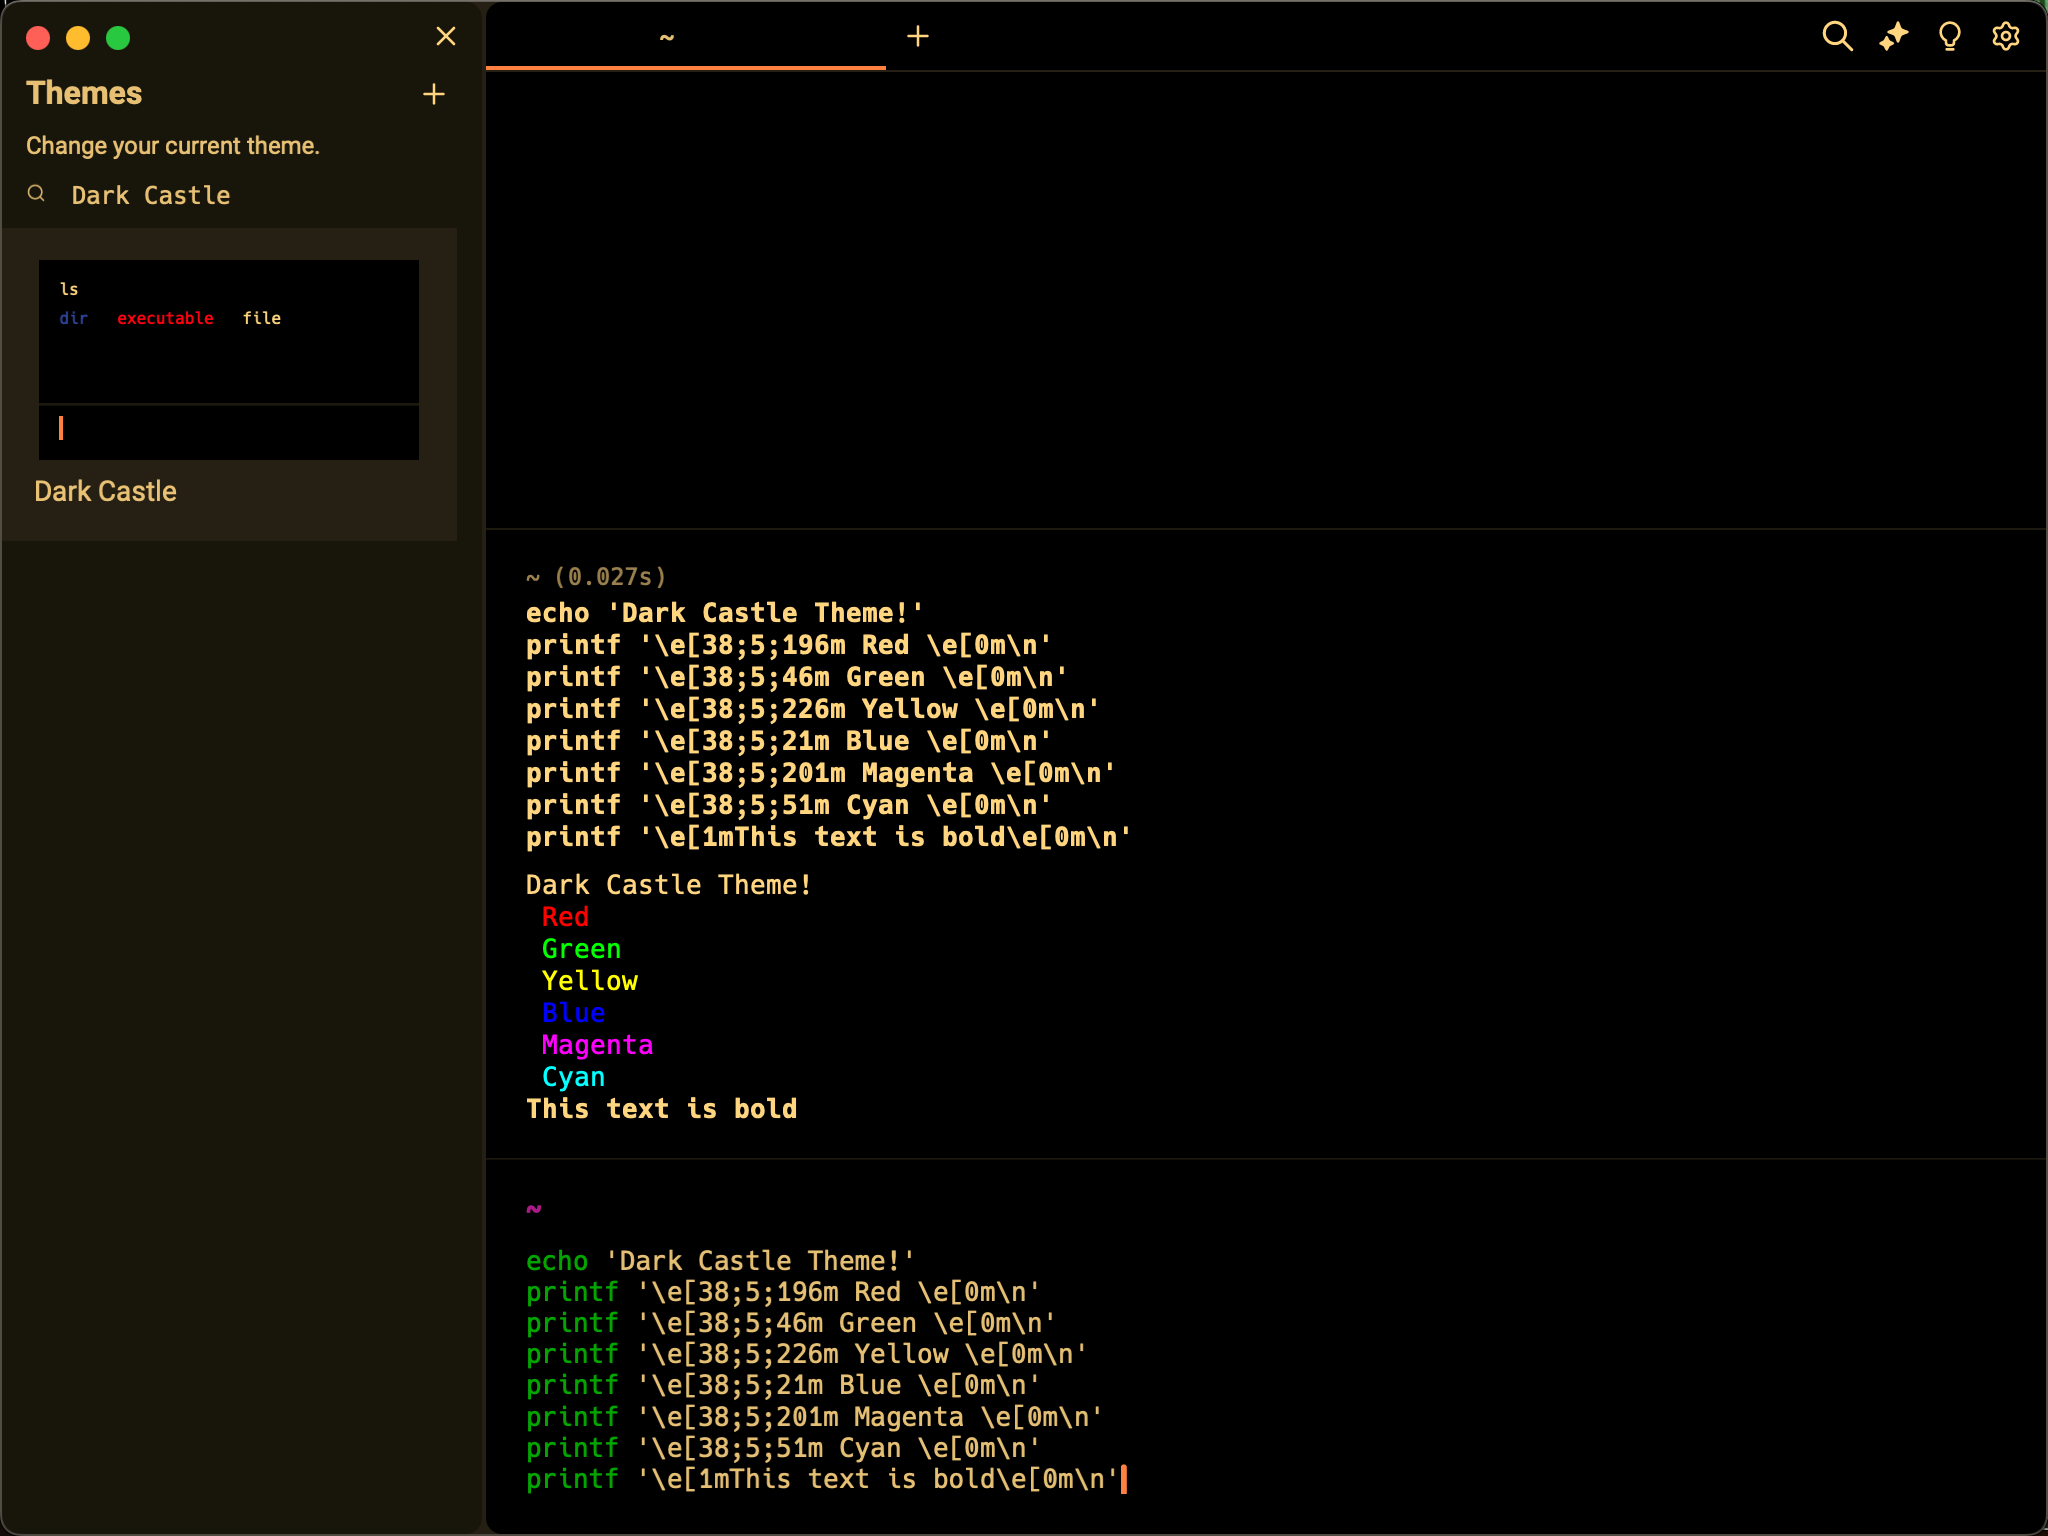 Themes
Change your current theme.
Dark Castle
ls
dir executable file
Dark Castle
~
~ (0.027s)
echo 'Dark Castle Theme!'
printf '\e[38;5;196m Red \e[0m\n'
printf '\e[38;5;46m Green \e[0m\n'
printf '\e[38;5;226m Yellow \e[0m\n'
printf '\e[38;5;21m Blue \e[0m\n'
printf '\e[38;5;201m Magenta \e[0m\n'
printf '\e[38;5;51m Cyan \e[0m\n'
printf '\e[1mThis text is bold\e[0m\n'
Dark Castle Theme!
Red
Green
Yellow
Blue
Magenta
Cyan
This text is bold
~
echo 'Dark Castle Theme!'
printf '\e[38;5;196m Red \e[0m\n'
printf '\e[38;5;46m Green \e[0m\n'
printf '\e[38;5;226m Yellow \e[0m\n'
printf '\e[38;5;21m Blue \e[0m\n'
printf '\e[38;5;201m Magenta \e[0m\n'
printf '\e[38;5;51m Cyan \e[0m\n'
printf '\e[1mThis text is bold\e[0m\n'